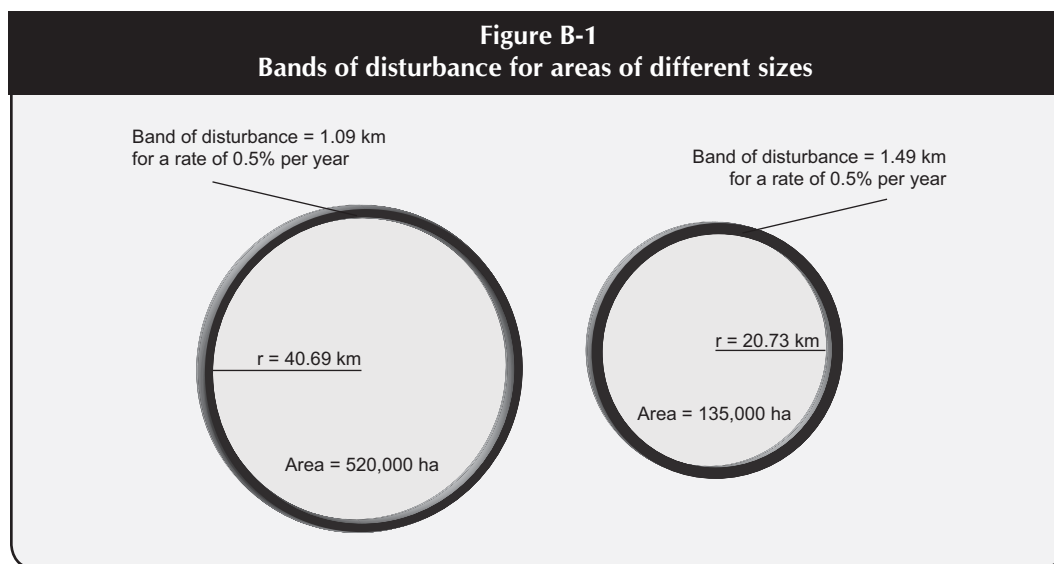 Figure B-1
Bands of disturbance for areas of different sizes
Band of disturbance = 1.09 km
for a rate of 0.5% per year
Band of disturbance = 1.49 km
for a rate of 0.5% per year
r = 40.69 km
Area = 520,000 ha
r = 20.73 km
Area = 135,000 ha